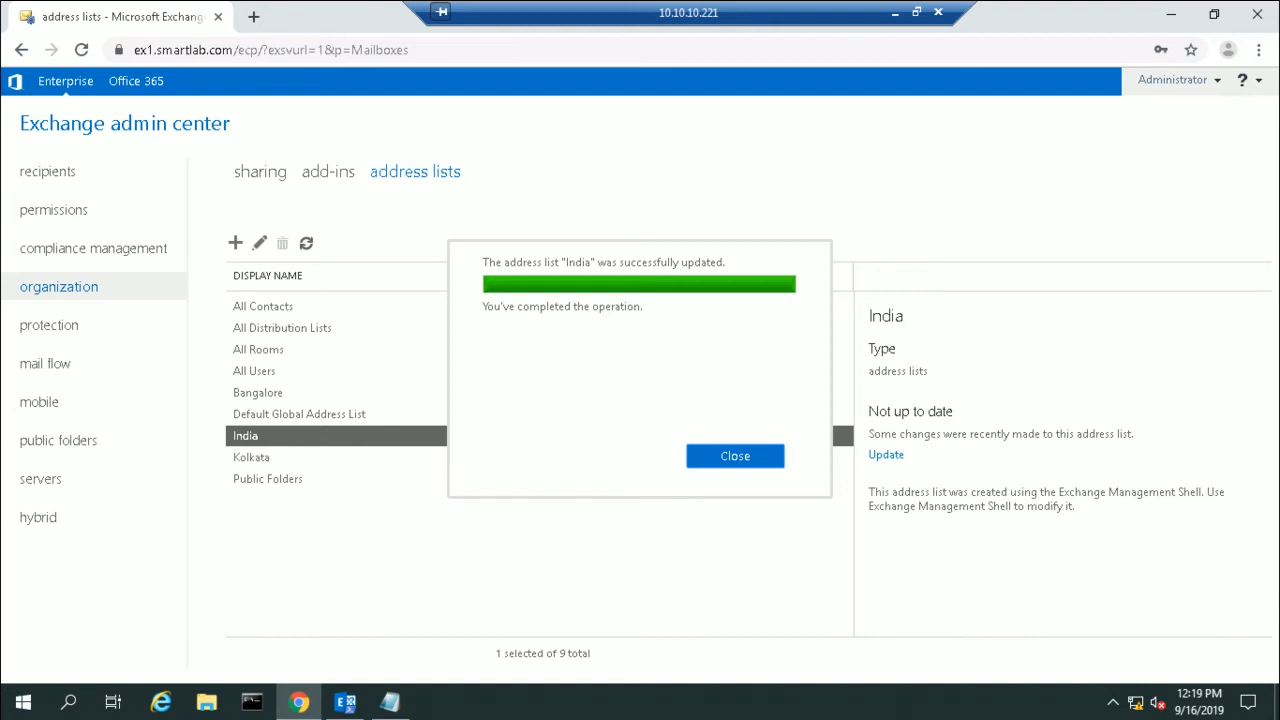 address lists - Microsoft Exchang
10.10.10.221
ex1.smartlab.com/ecp/?exsvurl=1&p=Mailboxes
Enterprise Office 365
Administrator ?
Exchange admin center
recipients
permissions
compliance management
organization
protection
mail flow
mobile
public folders
servers
hybrid
sharing add-ins address lists
DISPLAY NAME
All Contacts
All Distribution Lists
All Rooms
All Users
Bangalore
Default Global Address List
India
Kolkata
Public Folders
1 selected of 9 total
The address list "India" was successfully updated.
You've completed the operation.
Close
India
Type
address lists
Not up to date
Some changes were recently made to this address list.
Update
This address list was created using the Exchange Management Shell. Use
Exchange Management Shell to modify it.
12:19 PM
9/16/2019